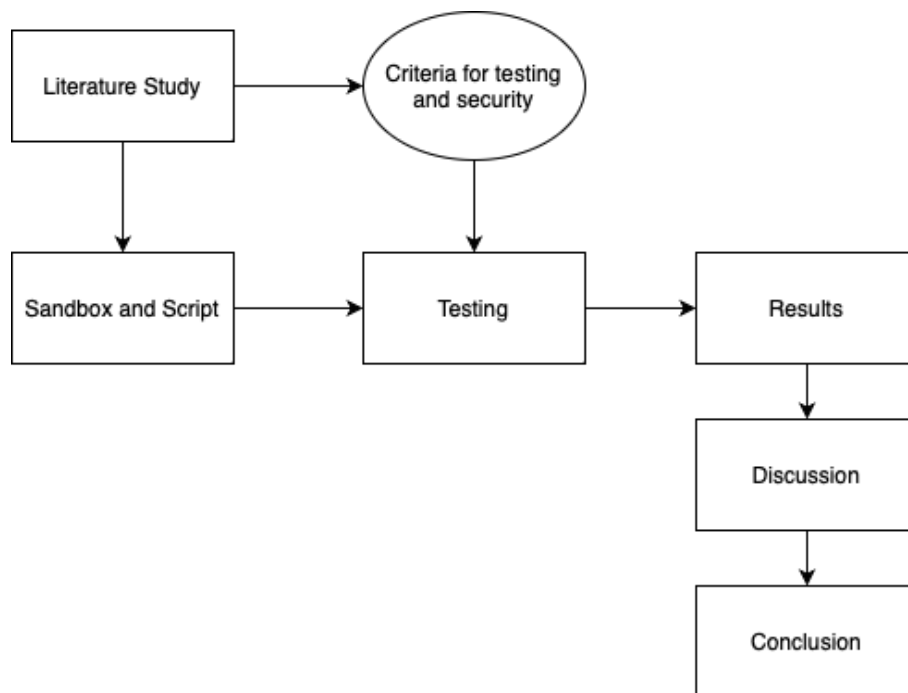 Literature Study
Criteria for testing
and security
Sandbox and Script
Testing
Results
Discussion
Conclusion